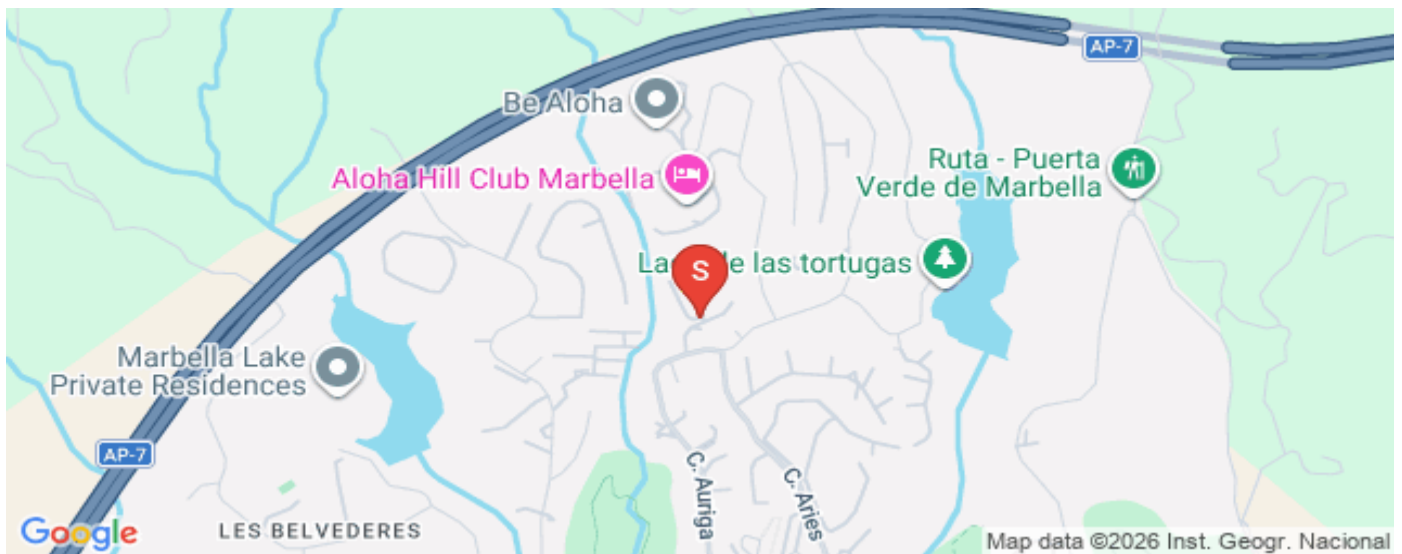 AP-7
Be Aloha
Aloha Hill Club Marbella
Ruta - Puerta
Verde de Marbella
S
de las tortugas
Marbella Lake
Private Residences
AP-7
C. Auriga
C. Aries
LES BELVEDERES
Google
Map data ©2026 Inst. Geogr. Nacional